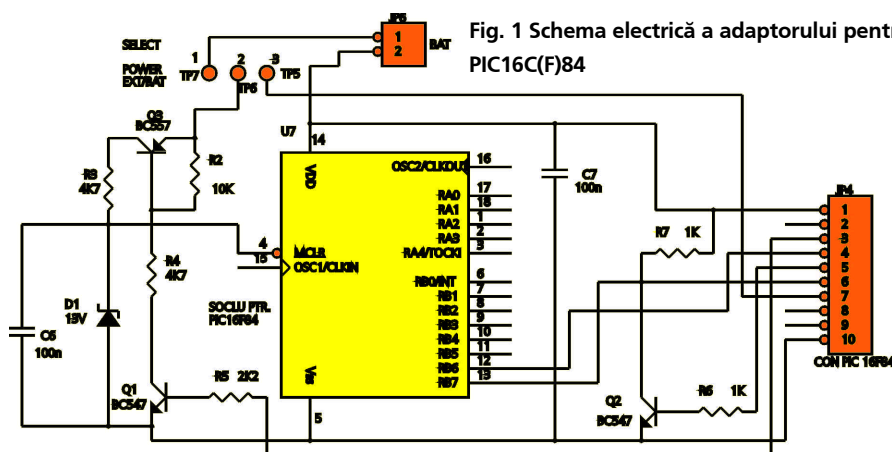 Fig. 1 Schema electrică a adaptorului pentr
PIC16C(F)84
JP5
1
2
BAT
SELECT
POWER
EXT/BAT
1
TP7
2
TP6
3
TP5
Q3
BC557
R2
10K
R3
4K7
R4
4K7
D1
13V
C6
100n
Q1
BC547
R5 2K2
U7
14
VDD
4
MCLR
15
OSC1/CLKIN
SOCLU PTR.
PIC16F84
Vss
5
OSC2/CLKOUT
16
RA0
17
RA1
18
RA2
1
RA3
2
RA4/TOCKI
3
RB0/INT
6
RB1
7
RB2
8
RB3
9
RB4
10
RB5
11
RB6
12
RB7
13
C7
100n
R7 1K
Q2
BC547
R6 1K
JP4
1
2
3
4
5
6
7
8
9
10
CON PIC 16F84